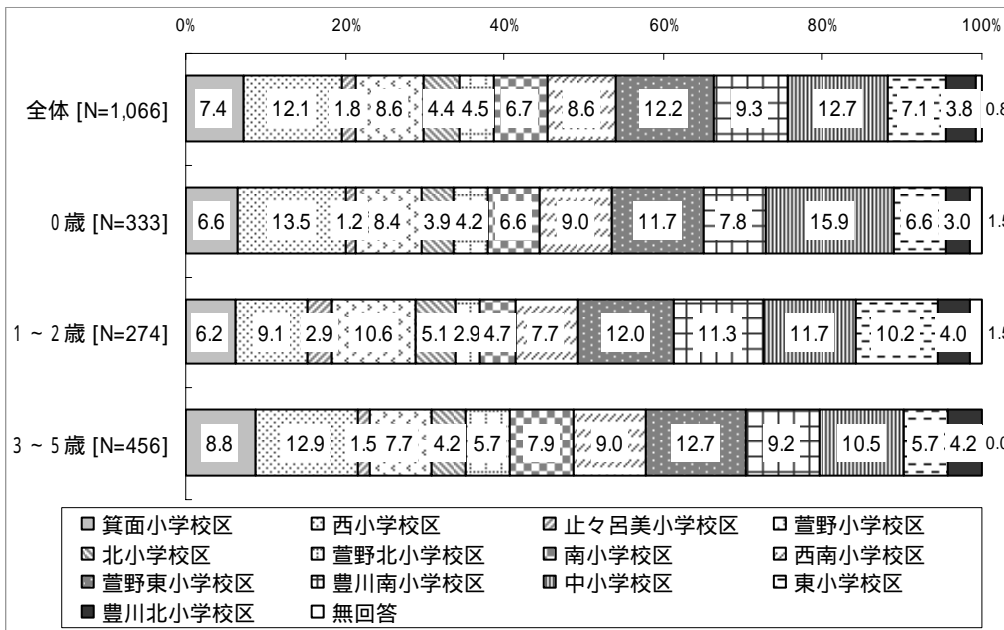 0% 20% 40% 60% 80% 100%
全体 [N=1,066] 7.4 12.1 1.8 8.6 4.4 4.5 6.7 8.6 12.2 9.3 12.7 7.1 3.8 0.8
0歳 [N=333] 6.6 13.5 1.2 8.4 3.9 4.2 6.6 9.0 11.7 7.8 15.9 6.6 3.0 1.5
1～2歳 [N=274] 6.2 9.1 2.9 10.6 5.1 2.9 4.7 7.7 12.0 11.3 11.7 10.2 4.0 1.5
3～5歳 [N=456] 8.8 12.9 1.5 7.7 4.2 5.7 7.9 9.0 12.7 9.2 10.5 5.7 4.2 0.0
箕面小学校区 西小学校区 止々呂美小学校区 萱野小学校区
北小学校区 萱野北小学校区 南小学校区 西南小学校区
萱野東小学校区 豊川南小学校区 中小学校区 東小学校区
豊川北小学校区 無回答